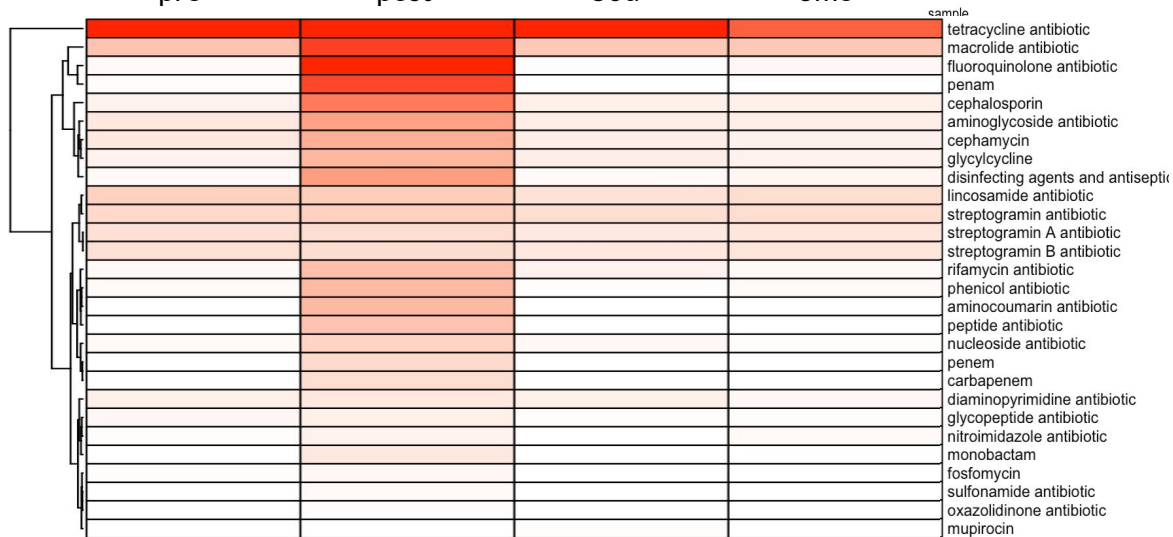 sample
tetracycline antibiotic
macrolide antibiotic
fluoroquinolone antibiotic
penam
cephalosporin
aminoglycoside antibiotic
cephamycin
glycylcycline
disinfecting agents and antiseptic
lincosamide antibiotic
streptogramin antibiotic
streptogramin A antibiotic
streptogramin B antibiotic
rifamycin antibiotic
phenicol antibiotic
aminocoumarin antibiotic
peptide antibiotic
nucleoside antibiotic
penem
carbapenem
diaminopyrimidine antibiotic
glycopeptide antibiotic
nitroimidazole antibiotic
monobactam
fosfomycin
sulfonamide antibiotic
oxazolidinone antibiotic
mupirocin